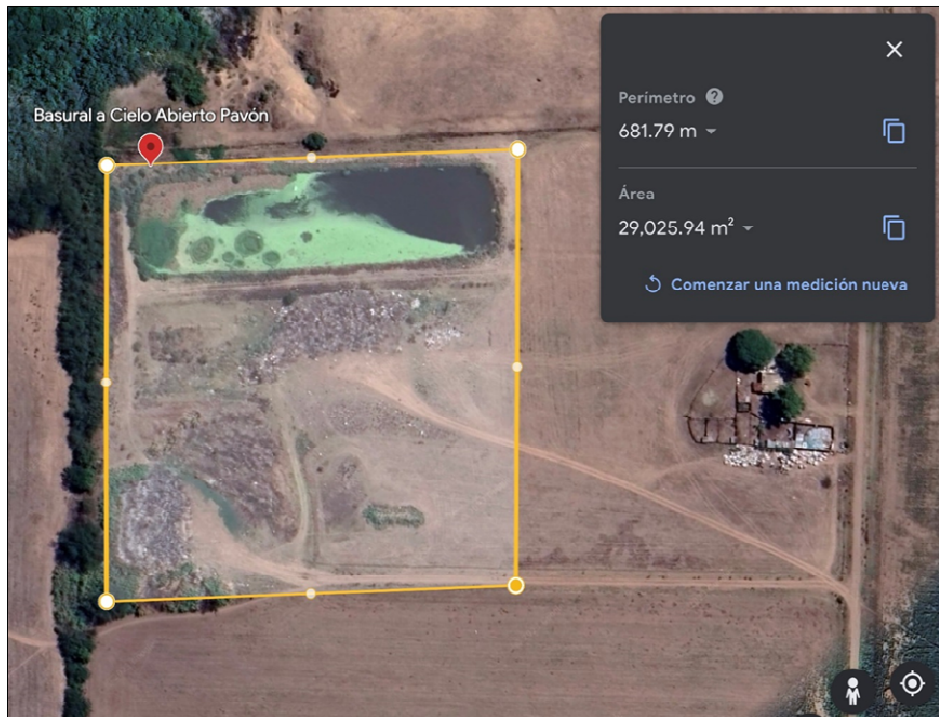 Basural a Cielo Abierto Pavón
Perímetro
681.79 m
Área
29,025.94 m²
Comenzar una medición nueva